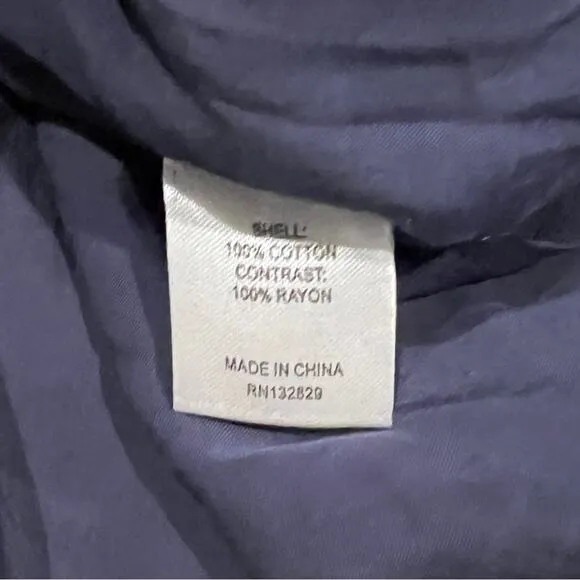 SHELL:
100% COTTON
CONTRAST:
100% RAYON
MADE IN CHINA
RN132829